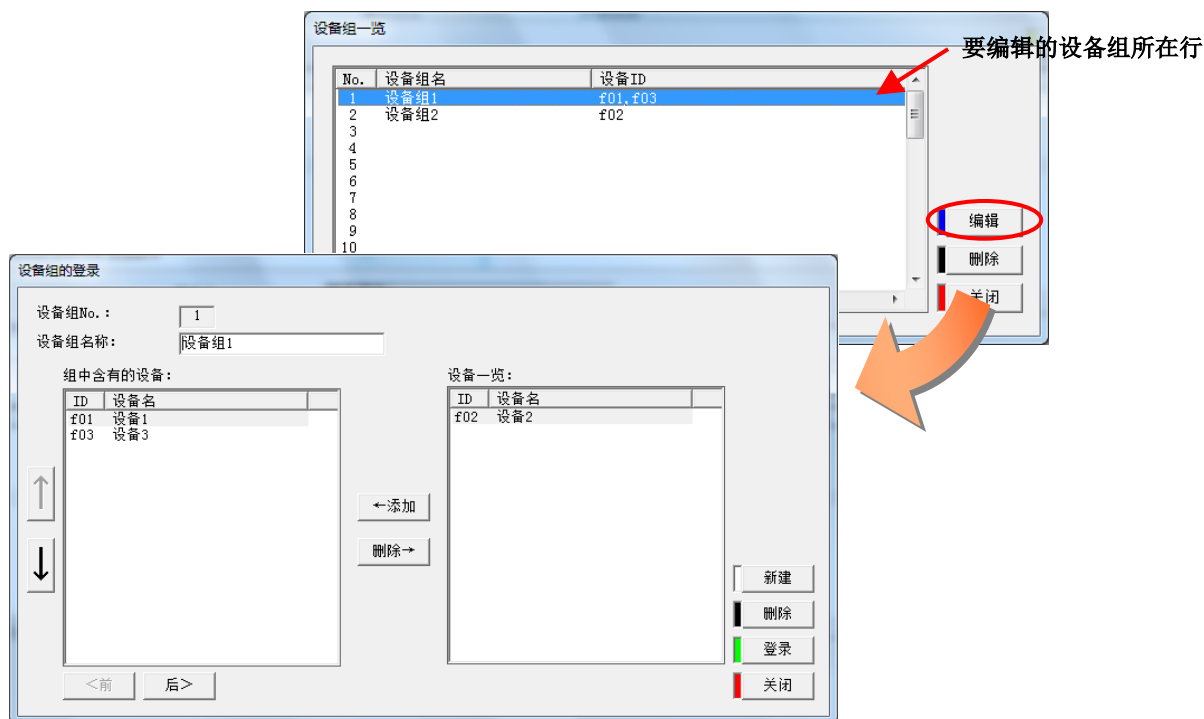 设备组一览
要编辑的设备组所在行
No. 设备组名 设备ID
1 设备组1 f01,f03
2 设备组2 f02
3
4
5
6
7
8
9
10
编辑
删除
关闭
设备组的登录
设备组No.: 1
设备组名称: 设备组1
组中含有的设备:
ID 设备名
f01 设备1
f03 设备3
↑
↓
←添加
删除→
设备一览:
ID 设备名
f02 设备2
新建
删除
登录
关闭
<前 后>